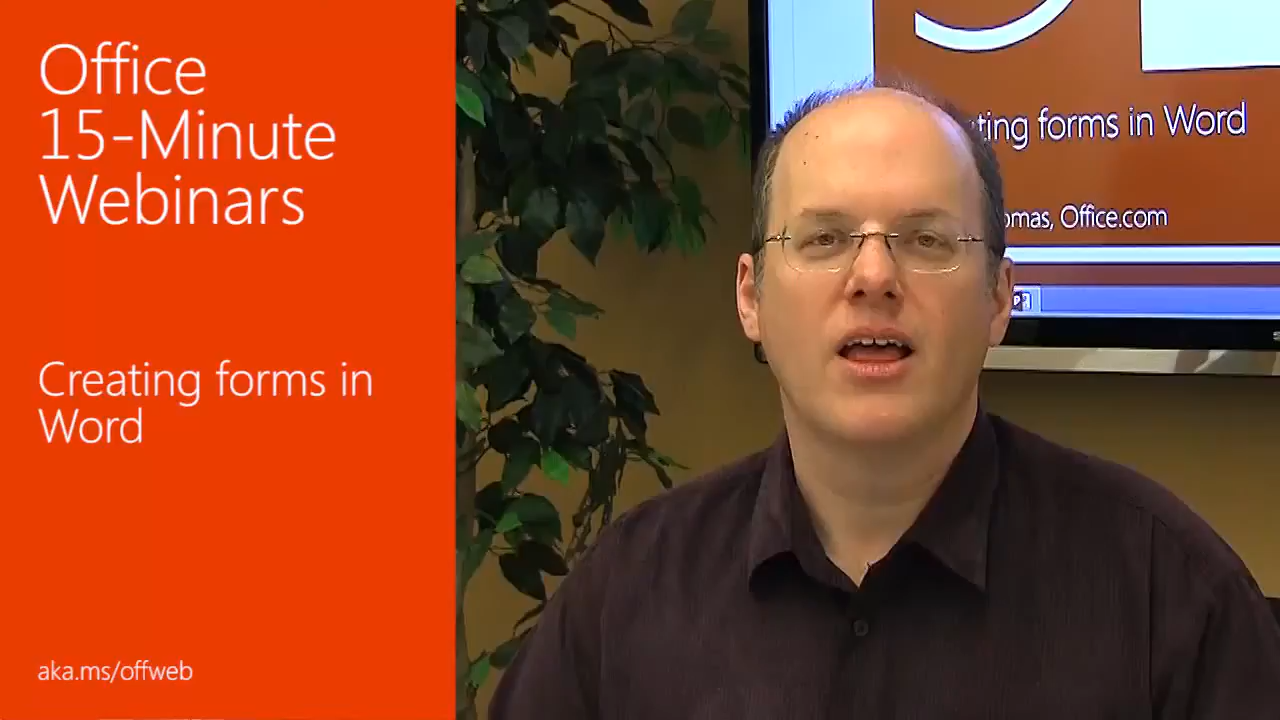 Office
15-Minute
Webinars
Creating forms in
Word
aka.ms/offweb
ting forms in Word
omas, Office.com